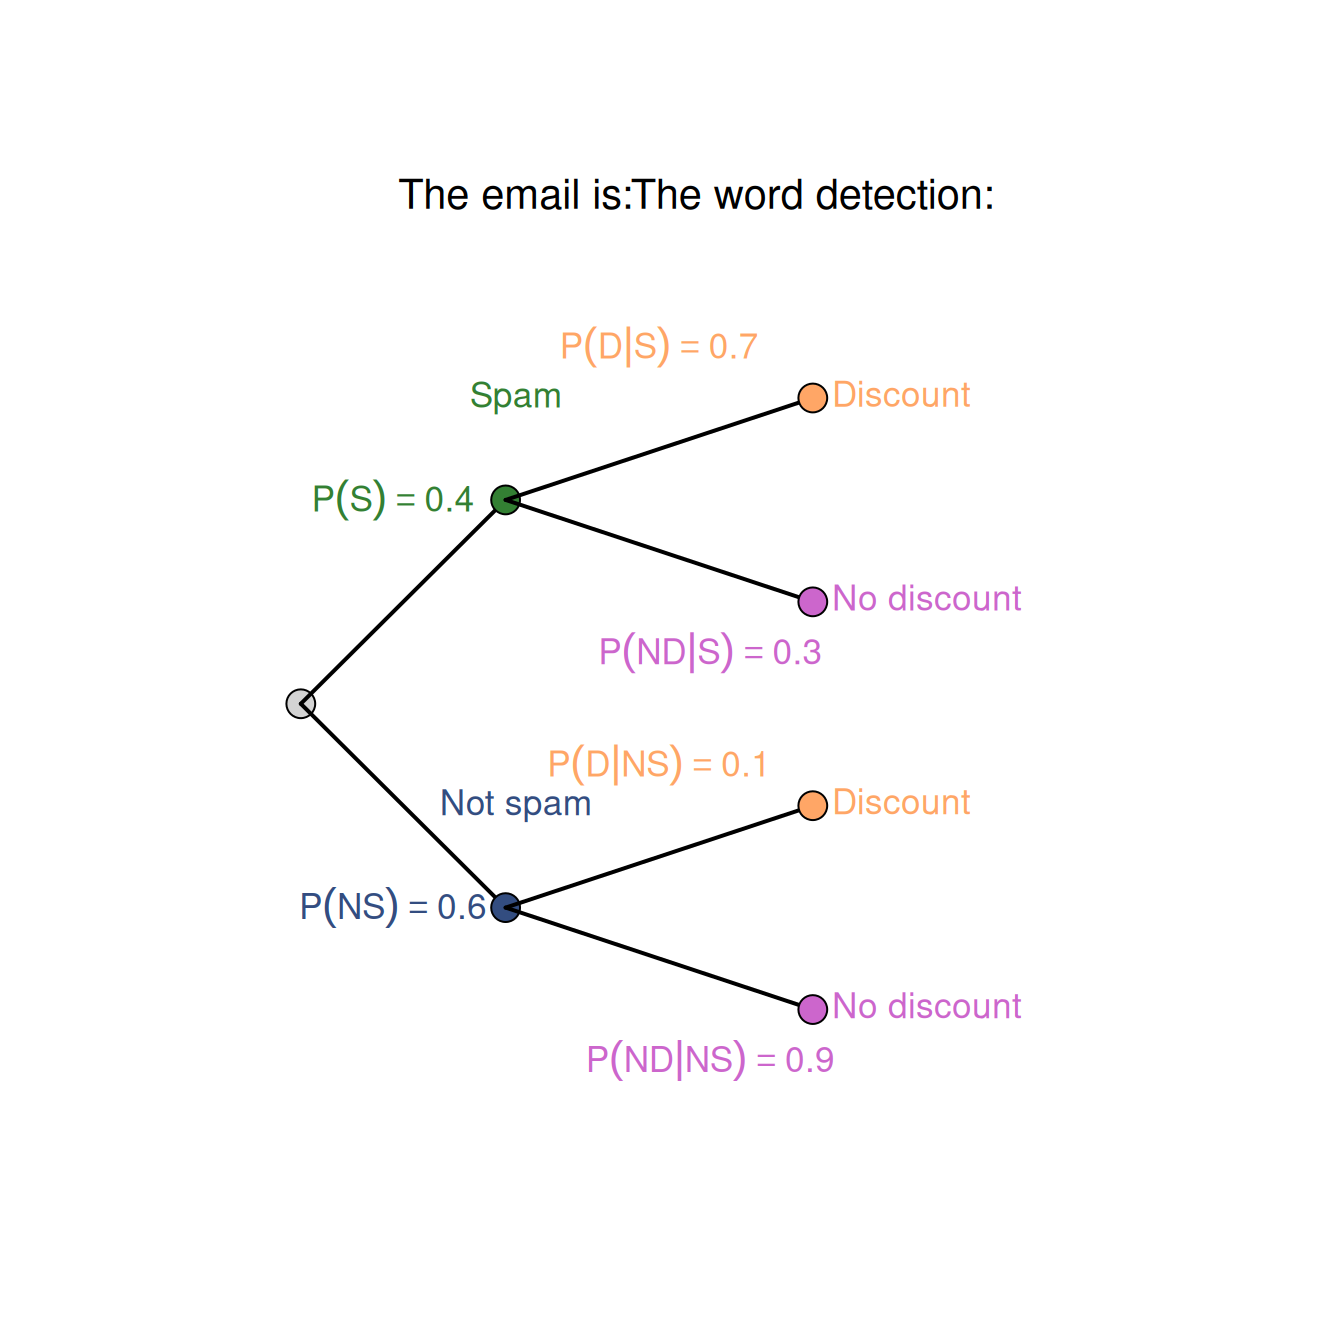 The email is:The word detection:
P(D|S) = 0.7
Spam
Discount
P(S) = 0.4
No discount
P(ND|S) = 0.3
P(D|NS) = 0.1
Not spam
Discount
P(NS) = 0.6
No discount
P(ND|NS) = 0.9